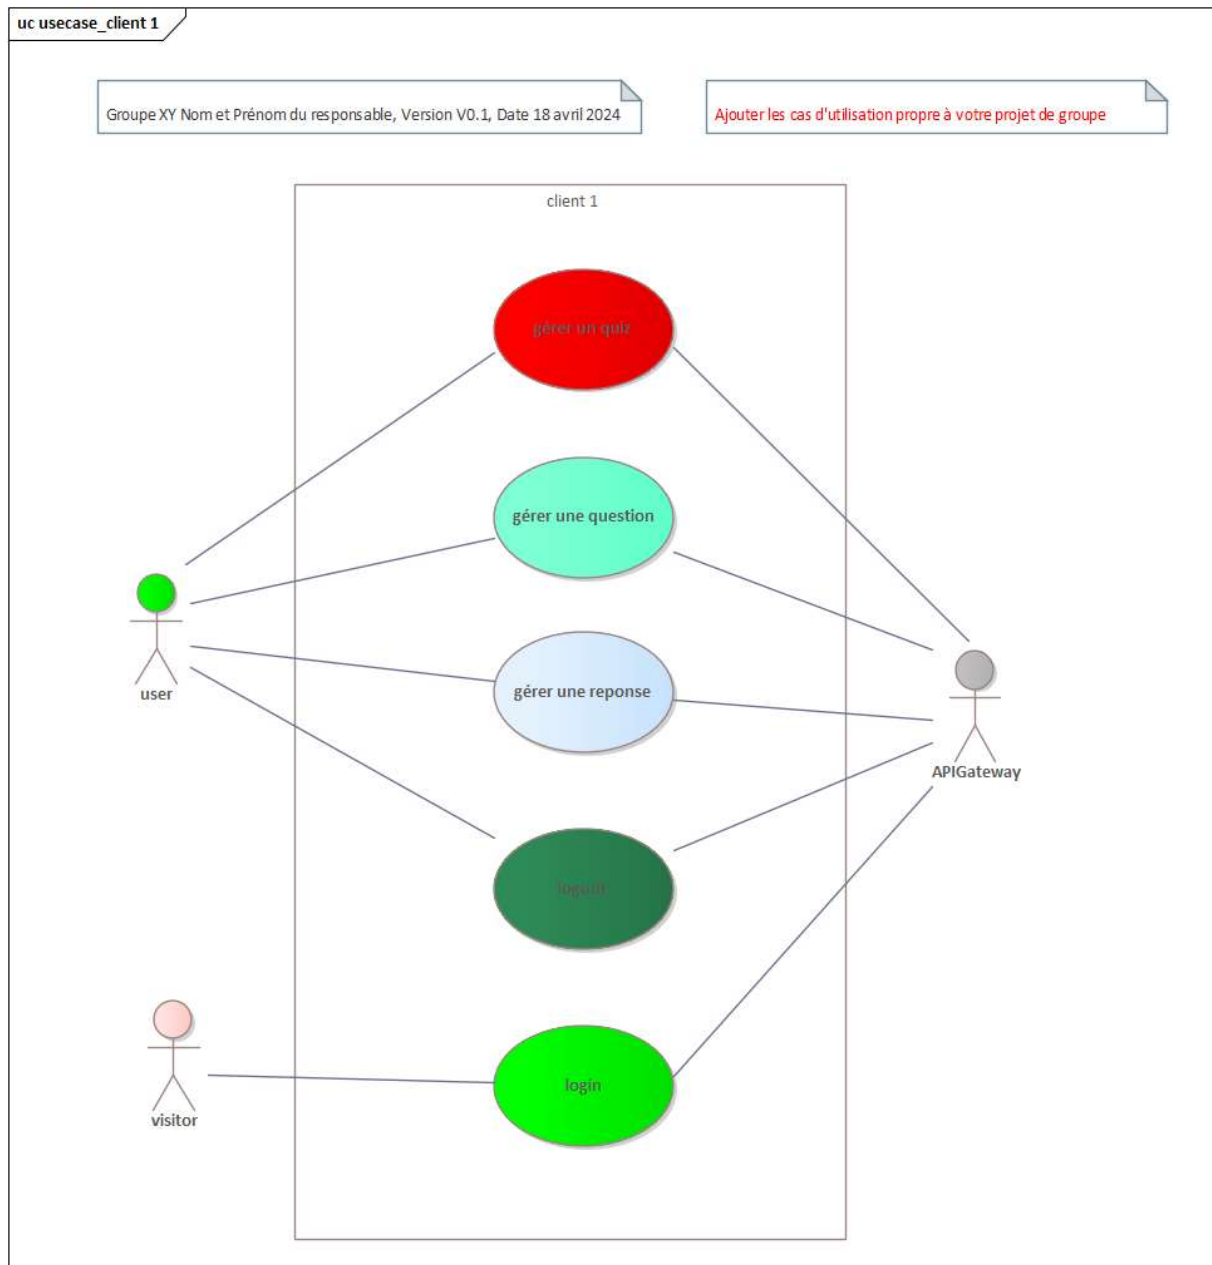 uc usecase_client 1
Groupe XY Nom et Prénom du responsable, Version V0.1, Date 18 avril 2024
Ajouter les cas d'utilisation propre à votre projet de groupe
client 1
gérer un quiz
gérer une question
gérer une reponse
user
APIGateway
logout
login
visitor